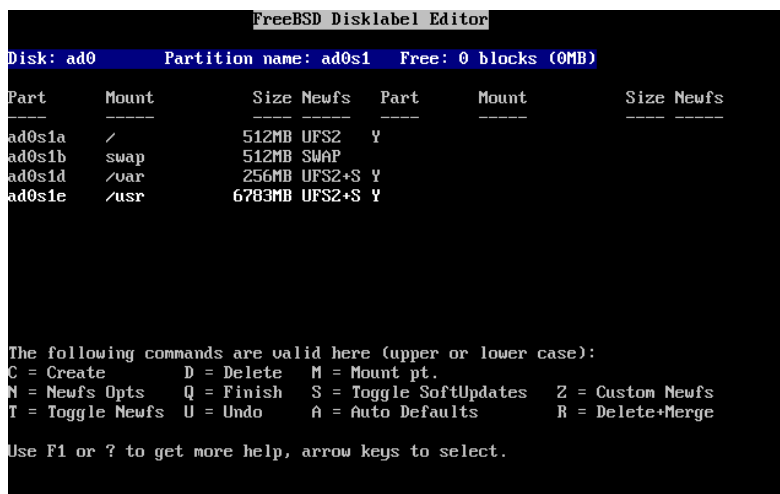 FreeBSD Disklabel Editor
Disk: ad0 Partition name: ad0s1 Free: 0 blocks (0MB)
Part Mount Size Newfs Part Mount Size Newfs
---- ----- ---- ----- ---- ----- ---- -----
ad0s1a / 512MB UFS2 Y
ad0s1b swap 512MB SWAP
ad0s1d /var 256MB UFS2+S Y
ad0s1e /usr 6783MB UFS2+S Y
The following commands are valid here (upper or lower case):
C = Create D = Delete M = Mount pt.
N = Newfs Opts Q = Finish S = Toggle SoftUpdates Z = Custom Newfs
T = Toggle Newfs U = Undo A = Auto Defaults R = Delete+Merge
Use F1 or ? to get more help, arrow keys to select.